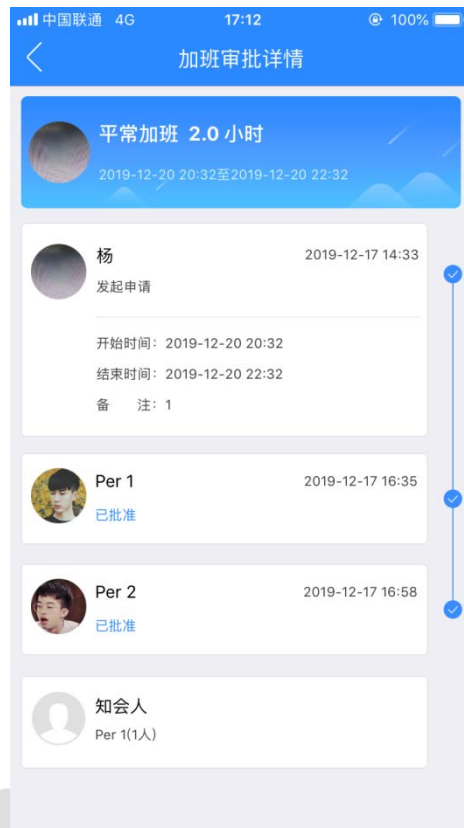 中国联通 4G 17:12 100%
加班审批详情
平常加班 2.0 小时
2019-12-20 20:32至2019-12-20 22:32
杨 2019-12-17 14:33
发起申请
开始时间：2019-12-20 20:32
结束时间：2019-12-20 22:32
备 注：1
Per 1 2019-12-17 16:35
已批准
Per 2 2019-12-17 16:58
已批准
知会人
Per 1(1人)